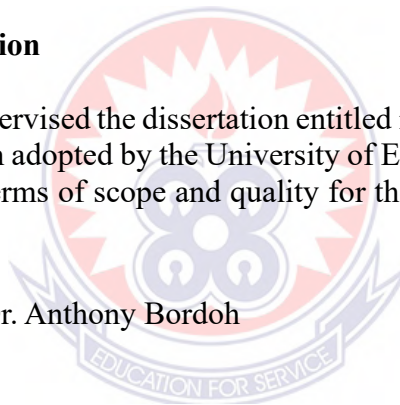 ion
ervised the dissertation entitled
n adopted by the University of E
erms of scope and quality for th
r. Anthony Bordoh
EDUCATION FOR SERVICE